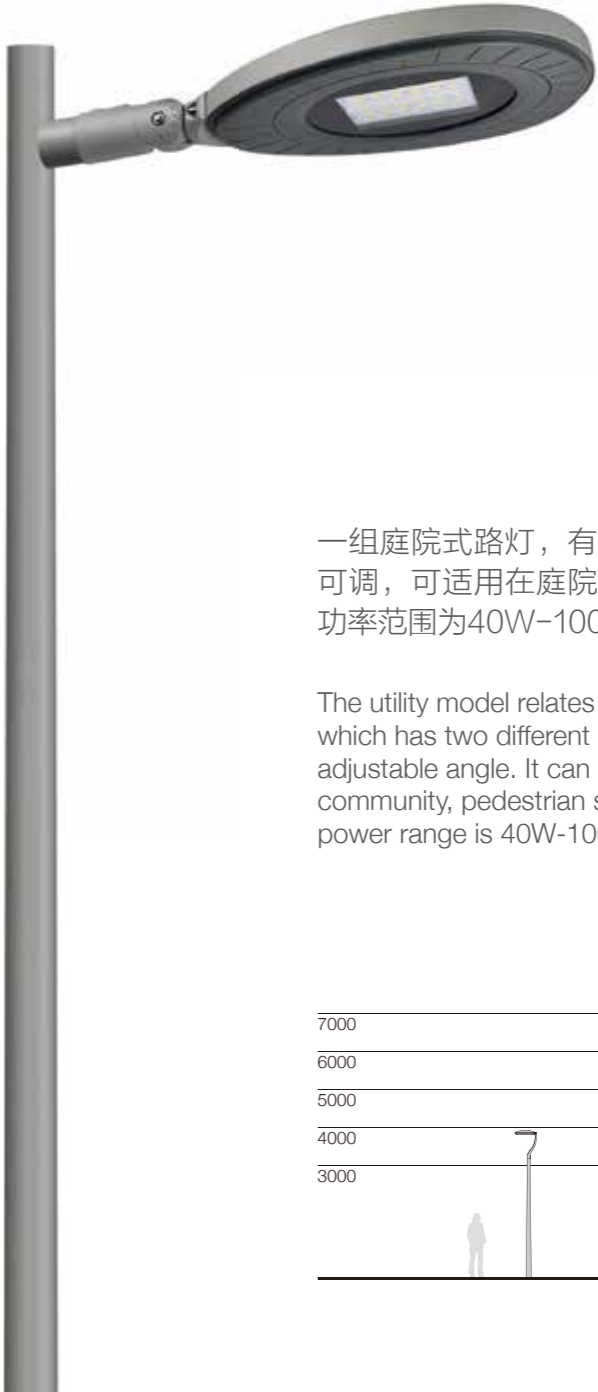 一组庭院式路灯，有
可调，可适用在庭院
功率范围为40W-100
The utility model relates
which has two different
adjustable angle. It can
community, pedestrian
power range is 40W-10
7000
6000
5000
4000
3000